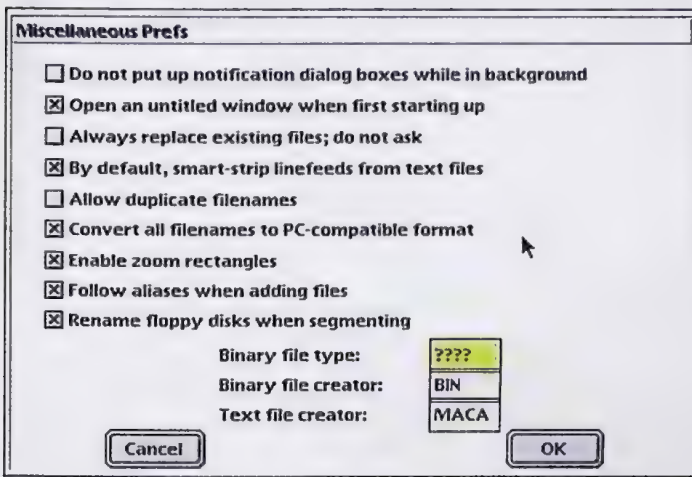 Miscellaneous Prefs
Do not put up notification dialog boxes while in background
Open an untitled window when first starting up
Always replace existing files; do not ask
By default, smart-strip linefeeds from text files
Allow duplicate filenames
Convert all filenames to PC-compatible format
Enable zoom rectangles
Follow aliases when adding files
Rename floppy disks when segmenting
Binary file type: ????
Binary file creator: BIN
Text file creator: MACA
Cancel OK